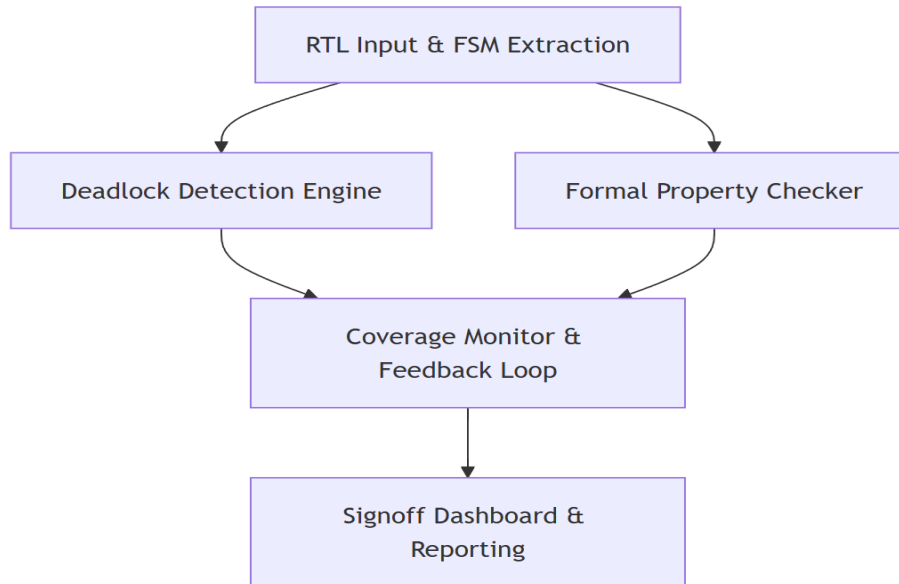 RTL Input & FSM Extraction
Deadlock Detection Engine
Formal Property Checker
Coverage Monitor &
Feedback Loop
Signoff Dashboard &
Reporting